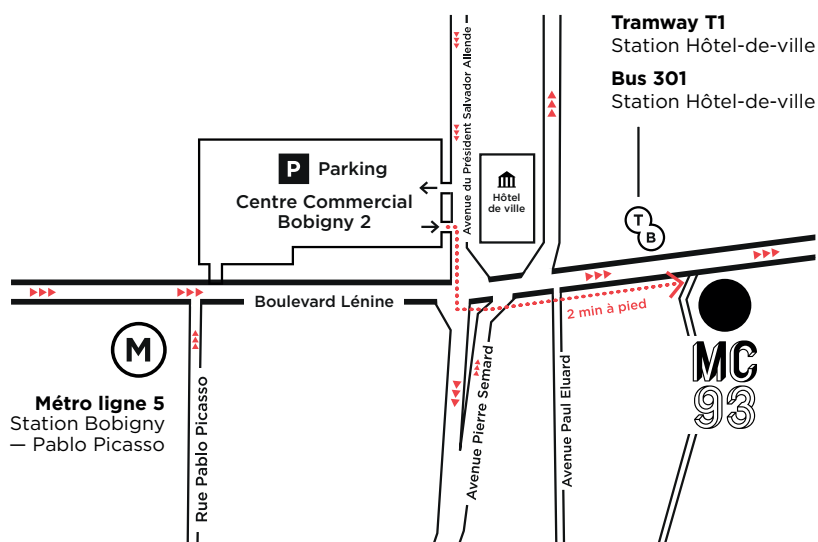 Tramway T1
Station Hôtel-de-ville
Bus 301
Station Hôtel-de-ville
Avenue du Président Salvador Allende
P Parking
Centre Commercial
Bobigny 2
Hôtel
de ville
T
B
Boulevard Lénine
2 min à pied
M
Métro ligne 5
Station Bobigny
— Pablo Picasso
Rue Pablo Picasso
Avenue Pierre Semard
Avenue Paul Eluard
MC
93